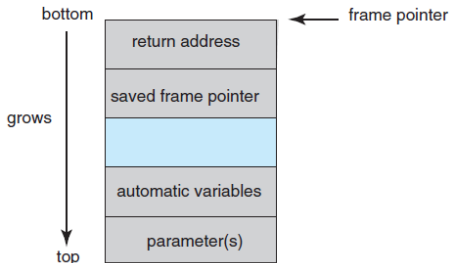 bottom
frame pointer
return address
saved frame pointer
grows
automatic variables
parameter(s)
top